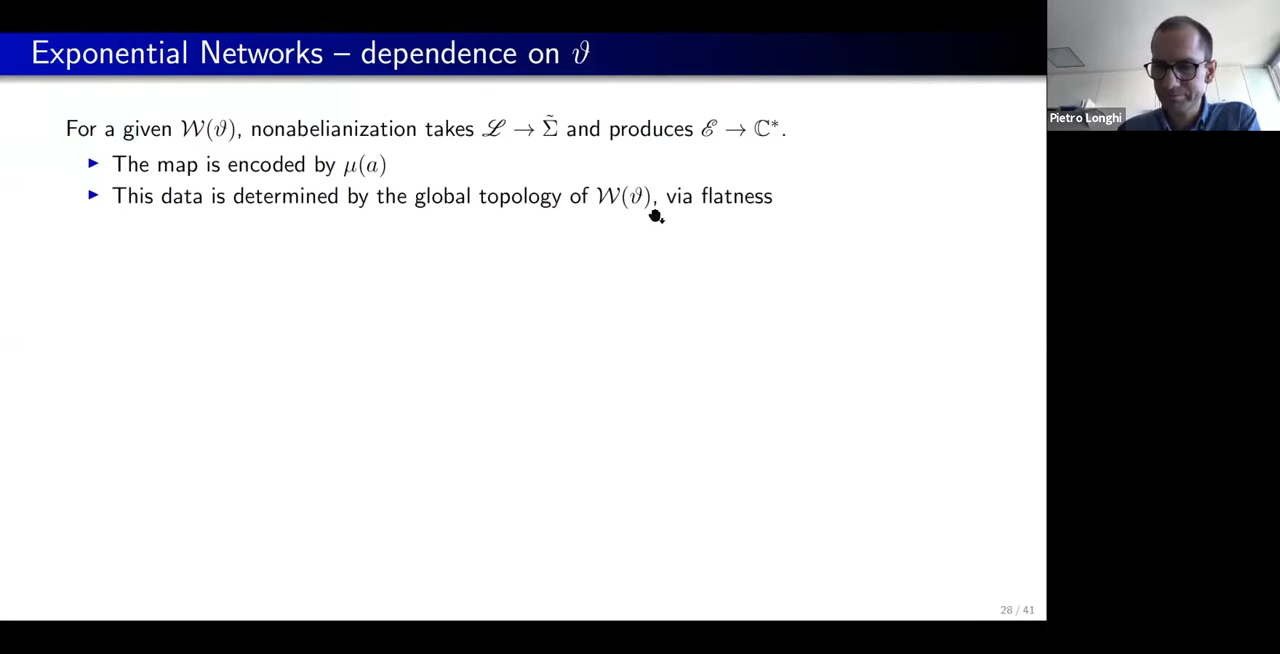 Exponential Networks – dependence on ϑ
For a given 𝒲(ϑ), nonabelianization takes ℒ → Σ̃ and produces ℰ → ℂ*.
▶ The map is encoded by μ(a)
▶ This data is determined by the global topology of 𝒲(ϑ), via flatness
28 / 41
Pietro Longhi